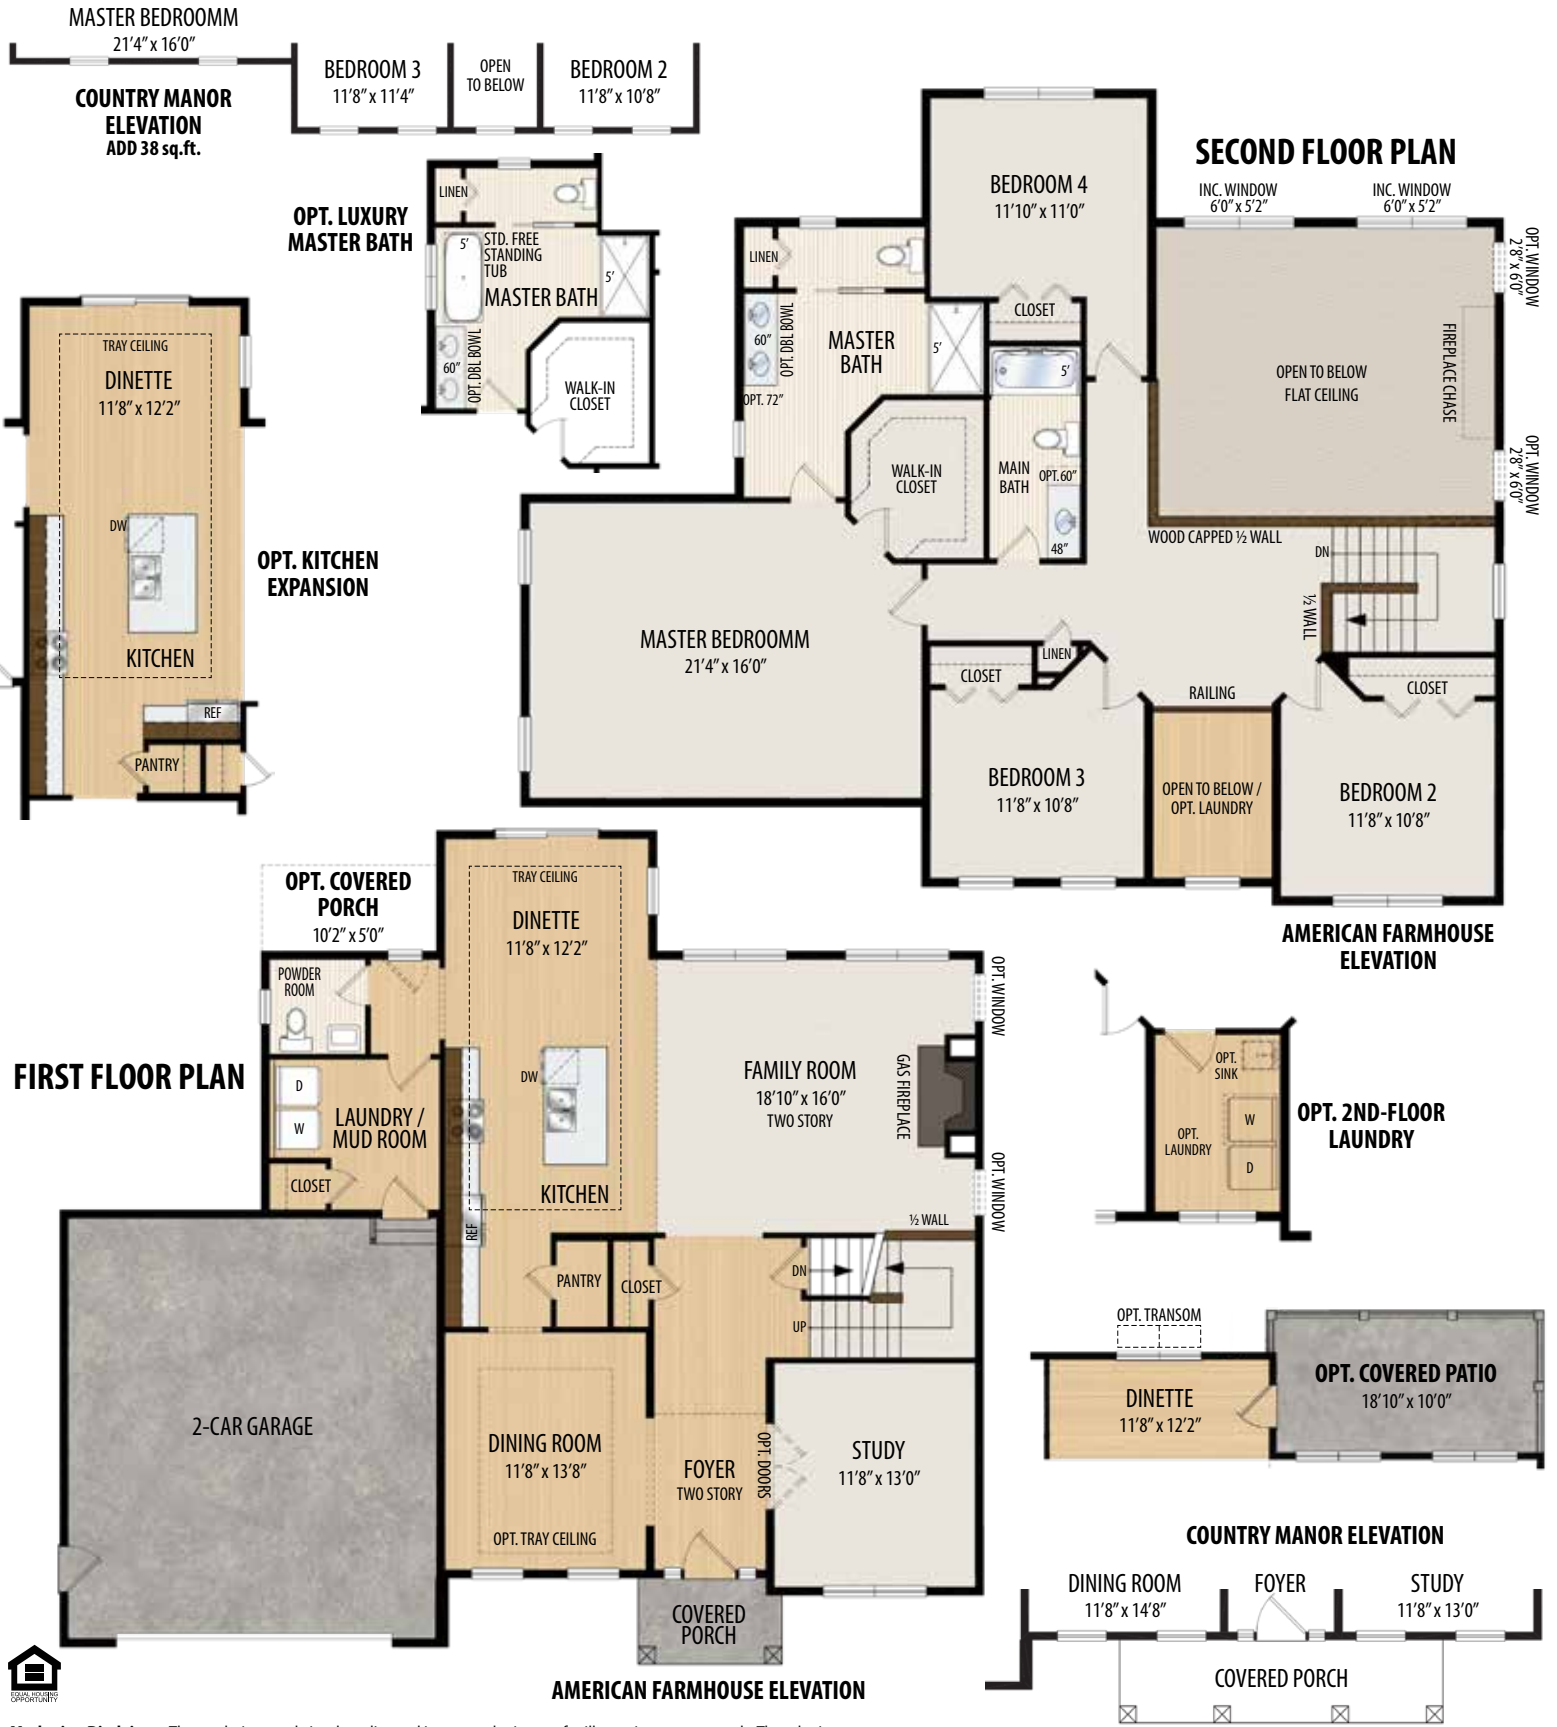 MASTER BEDROOMM
21'4" x 16'0"
COUNTRY MANOR
ELEVATION
ADD 38 sq.ft.
BEDROOM 3
11'8" x 11'4"
OPEN
TO BELOW
BEDROOM 2
11'8" x 10'8"
OPT. LUXURY
MASTER BATH
LINEN
5'
STD. FREE
STANDING
TUB
MASTER BATH
5'
60"
OPT. DBL BOWL
WALK-IN
CLOSET
TRAY CEILING
DINETTE
11'8" x 12'2"
DW
OPT. KITCHEN
EXPANSION
KITCHEN
REF
PANTRY
SECOND FLOOR PLAN
BEDROOM 4
11'10" x 11'0"
CLOSET
INC. WINDOW
6'0" x 5'2"
INC. WINDOW
6'0" x 5'2"
OPT. WINDOW
2'8" x 6'0"
FIREPLACE CHASE
OPEN TO BELOW
FLAT CEILING
OPT. WINDOW
2'8" x 6'0"
LINEN
60"
OPT. DBL BOWL
OPT. 72"
MASTER
BATH
5'
5'
WALK-IN
CLOSET
MAIN
BATH
OPT. 60"
48"
WOOD CAPPED ½ WALL
DN
½ WALL
MASTER BEDROOMM
21'4" x 16'0"
CLOSET
LINEN
RAILING
CLOSET
BEDROOM 3
11'8" x 10'8"
OPEN TO BELOW /
OPT. LAUNDRY
BEDROOM 2
11'8" x 10'8"
AMERICAN FARMHOUSE
ELEVATION
FIRST FLOOR PLAN
OPT. COVERED
PORCH
10'2" x 5'0"
TRAY CEILING
DINETTE
11'8" x 12'2"
POWDER
ROOM
D
W
LAUNDRY /
MUD ROOM
CLOSET
DW
KITCHEN
REF
FAMILY ROOM
18'10" x 16'0"
TWO STORY
GAS FIREPLACE
OPT. WINDOW
OPT. WINDOW
½ WALL
PANTRY
CLOSET
DN
UP
2-CAR GARAGE
DINING ROOM
11'8" x 13'8"
OPT. TRAY CEILING
FOYER
TWO STORY
OPT. DOORS
STUDY
11'8" x 13'0"
COVERED
PORCH
AMERICAN FARMHOUSE ELEVATION
OPT.
SINK
OPT.
LAUNDRY
W
D
OPT. 2ND-FLOOR
LAUNDRY
OPT. TRANSOM
DINETTE
11'8" x 12'2"
OPT. COVERED PATIO
18'10" x 10'0"
COUNTRY MANOR ELEVATION
DINING ROOM
11'8" x 14'8"
FOYER
STUDY
11'8" x 13'0"
COVERED PORCH
EQUAL HOUSING
OPPORTUNITY